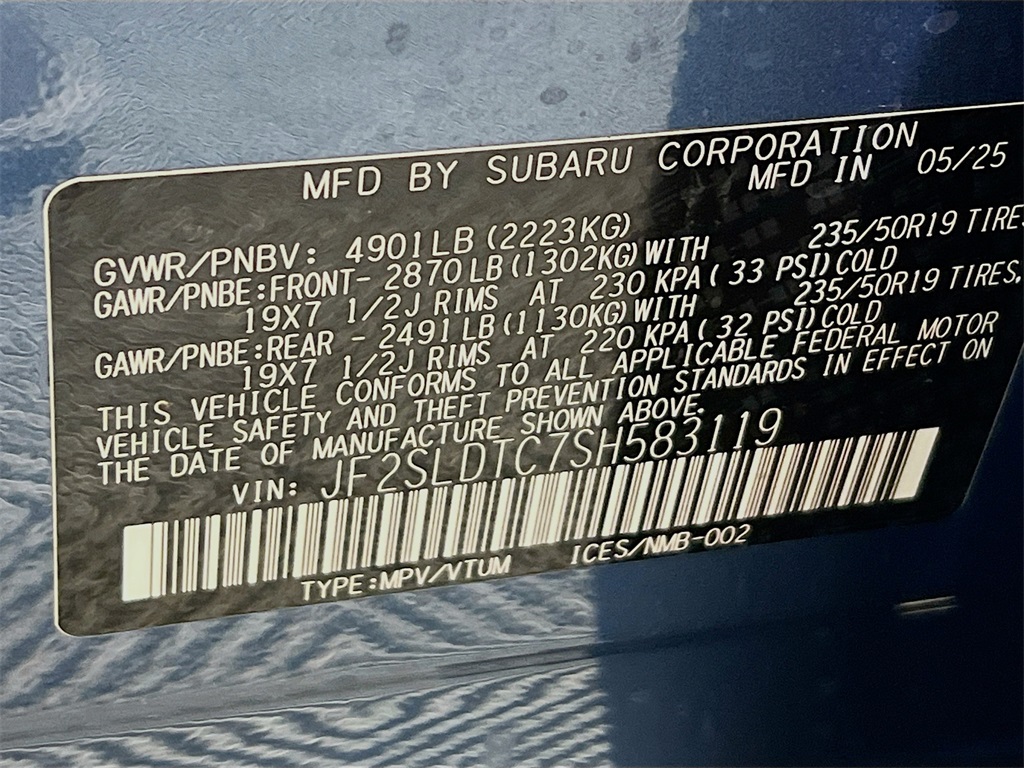 MFD BY SUBARU CORPORATION
MFD IN 05/25
GVWR/PNBV: 4901LB (2223KG)
GAWR/PNBE:FRONT- 2870LB(1302KG)WITH 235/50R19 TIRES,
19X7 1/2J RIMS AT 230 KPA( 33 PSI)COLD
GAWR/PNBE:REAR - 2491LB(1130KG)WITH 235/50R19 TIRES,
19X7 1/2J RIMS AT 220 KPA( 32 PSI)COLD
THIS VEHICLE CONFORMS TO ALL APPLICABLE FEDERAL MOTOR
VEHICLE SAFETY AND THEFT PREVENTION STANDARDS IN EFFECT ON
THE DATE OF MANUFACTURE SHOWN ABOVE.
VIN: JF2SLDTC7SH583119
TYPE:MPV/VTUM ICES/NMB-002